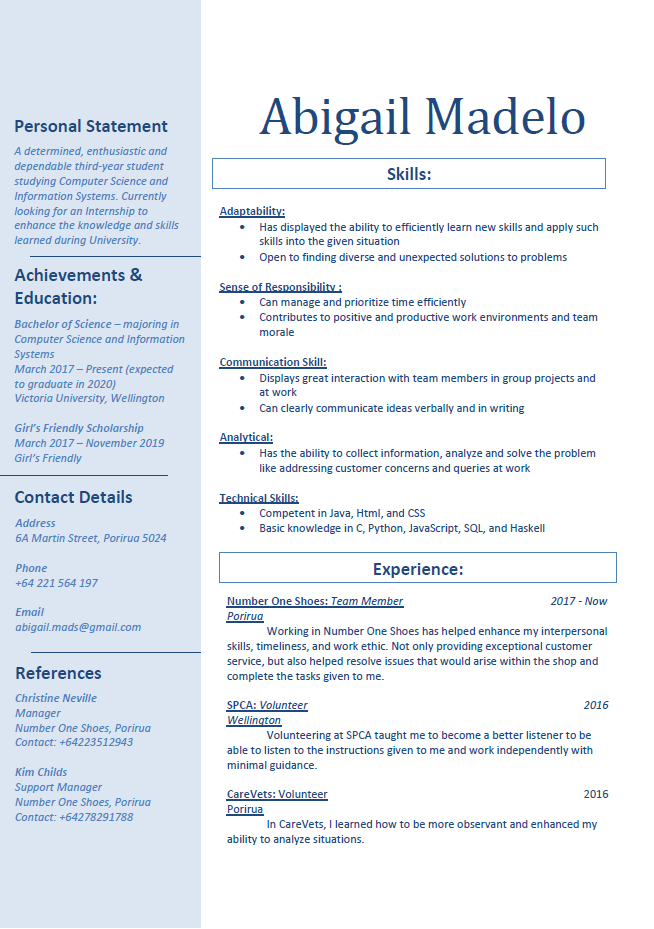 Abigail Madelo
Personal Statement
A determined, enthusiastic and
dependable third-year student
studying Computer Science and
Information Systems. Currently
looking for an Internship to
enhance the knowledge and skills
learned during University.
Achievements &
Education:
Bachelor of Science – majoring in
Computer Science and Information
Systems
March 2017 – Present (expected
to graduate in 2020)
Victoria University, Wellington
Girl's Friendly Scholarship
March 2017 – November 2019
Girl's Friendly
Contact Details
Address
6A Martin Street, Porirua 5024
Phone
+64 221 564 197
Email
abigail.mads@gmail.com
References
Christine Neville
Manager
Number One Shoes, Porirua
Contact: +64223512943
Kim Childs
Support Manager
Number One Shoes, Porirua
Contact: +64278291788
Skills:
Adaptability:
• Has displayed the ability to efficiently learn new skills and apply such
skills into the given situation
• Open to finding diverse and unexpected solutions to problems
Sense of Responsibility :
• Can manage and prioritize time efficiently
• Contributes to positive and productive work environments and team
morale
Communication Skill:
• Displays great interaction with team members in group projects and
at work
• Can clearly communicate ideas verbally and in writing
Analytical:
• Has the ability to collect information, analyze and solve the problem
like addressing customer concerns and queries at work
Technical Skills:
• Competent in Java, Html, and CSS
• Basic knowledge in C, Python, JavaScript, SQL, and Haskell
Experience:
Number One Shoes: Team Member 2017 - Now
Porirua
Working in Number One Shoes has helped enhance my interpersonal
skills, timeliness, and work ethic. Not only providing exceptional customer
service, but also helped resolve issues that would arise within the shop and
complete the tasks given to me.
SPCA: Volunteer 2016
Wellington
Volunteering at SPCA taught me to become a better listener to be
able to listen to the instructions given to me and work independently with
minimal guidance.
CareVets: Volunteer 2016
Porirua
In CareVets, I learned how to be more observant and enhanced my
ability to analyze situations.